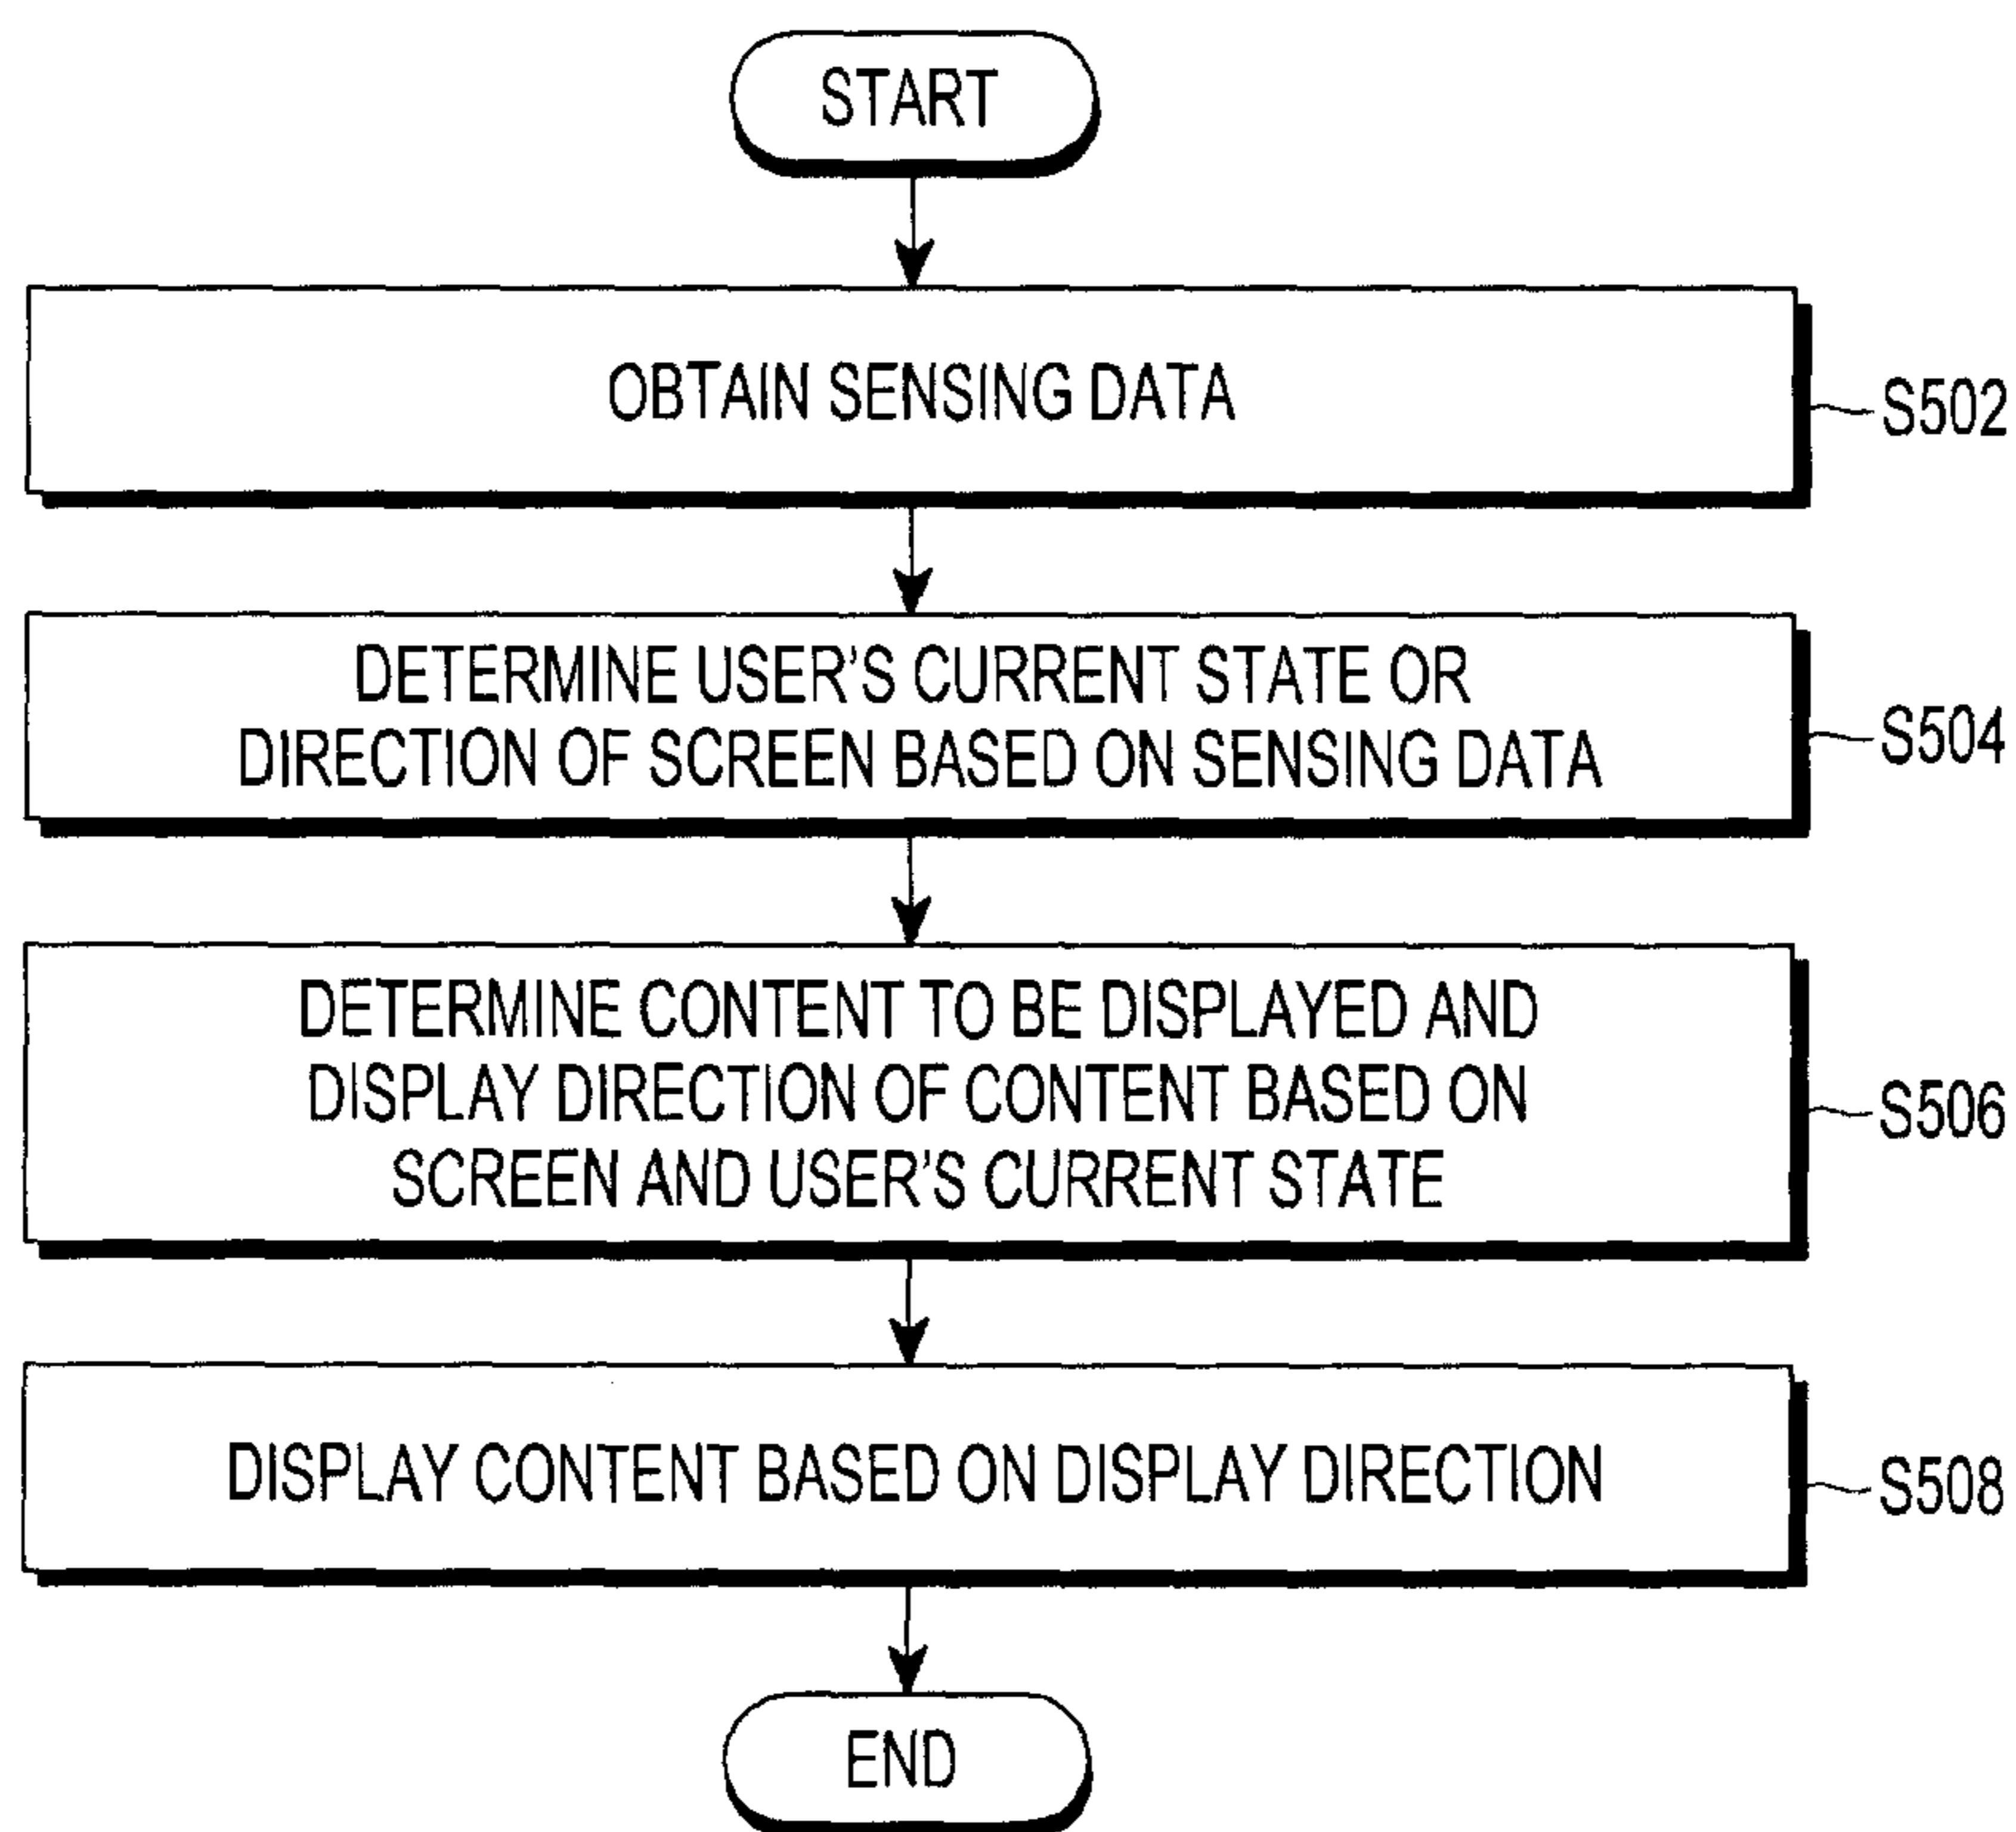 START
OBTAIN SENSING DATA
S502
DETERMINE USER'S CURRENT STATE OR
DIRECTION OF SCREEN BASED ON SENSING DATA
S504
DETERMINE CONTENT TO BE DISPLAYED AND
DISPLAY DIRECTION OF CONTENT BASED ON
SCREEN AND USER'S CURRENT STATE
S506
DISPLAY CONTENT BASED ON DISPLAY DIRECTION
S508
END